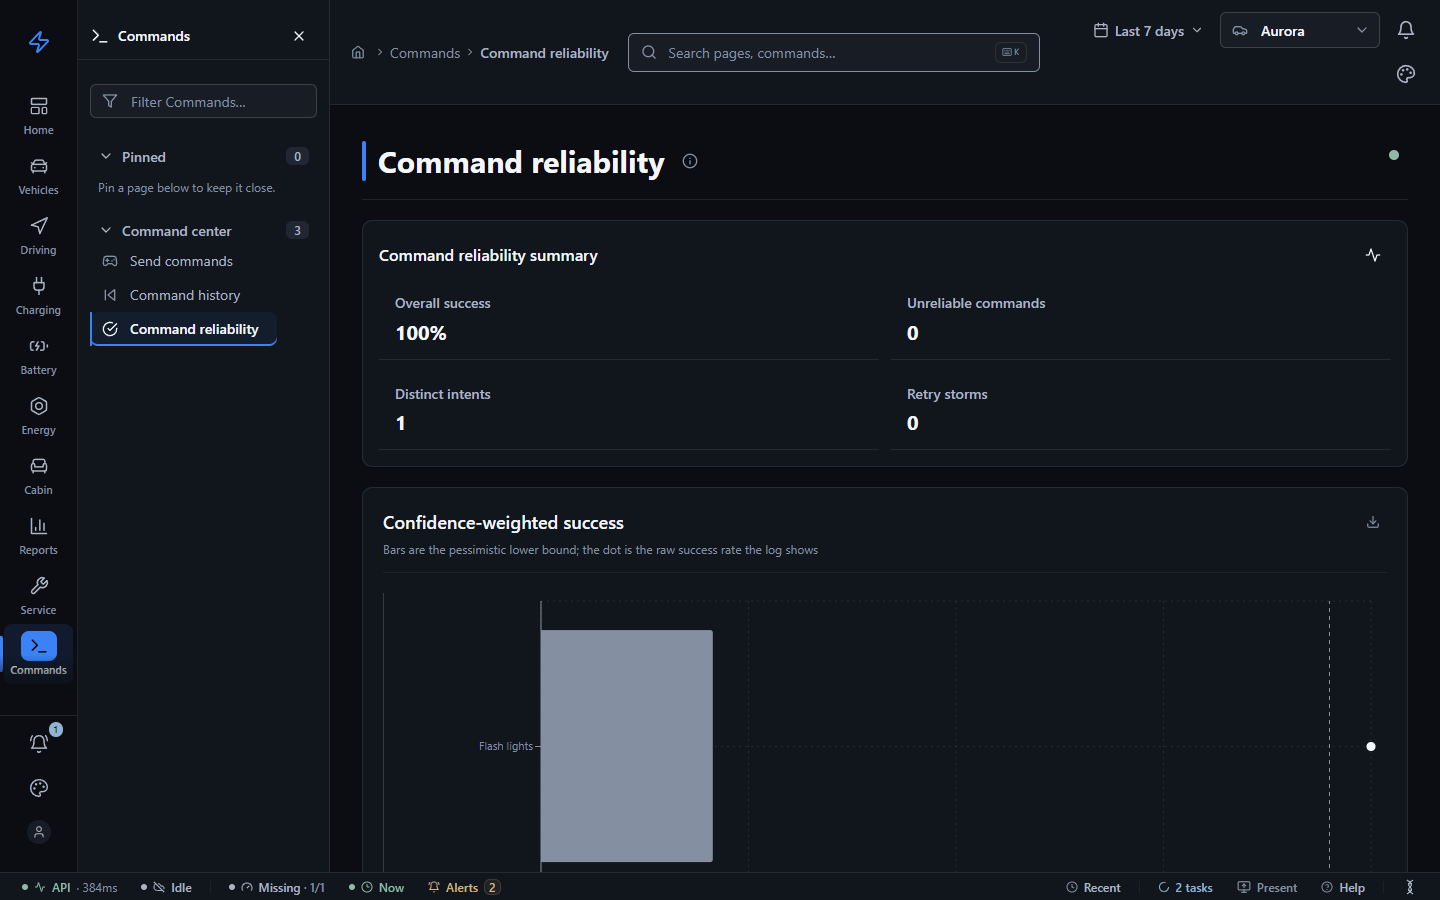 Commands
Commands
Command reliability
Search pages, commands...
K
Last 7 days
Aurora
Home
Vehicles
Driving
Charging
Battery
Energy
Cabin
Reports
Service
Commands
1
Filter Commands...
Pinned
0
Pin a page below to keep it close.
Command center
3
Send commands
Command history
Command reliability
Command reliability
Command reliability summary
Overall success
100%
Unreliable commands
0
Distinct intents
1
Retry storms
0
Confidence-weighted success
Bars are the pessimistic lower bound; the dot is the raw success rate the log shows
Flash lights
API · 384ms
Idle
Missing · 1/1
Now
Alerts 2
Recent
2 tasks
Present
Help